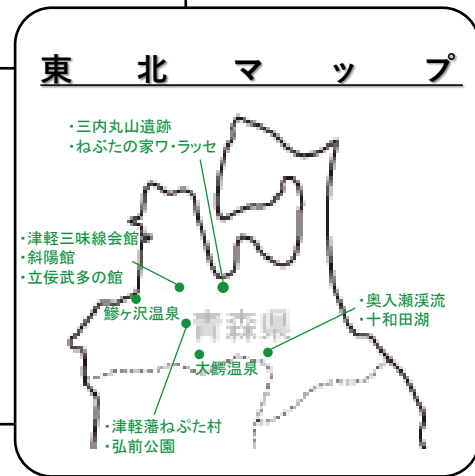 東北マップ
・三内丸山遺跡
・ねぶたの家ワ・ラッセ
・津軽三味線会館
・斜陽館
・立佞武多の館
鰺ヶ沢温泉
青森県
・奥入瀬渓流
・十和田湖
大鰐温泉
・津軽藩ねぷた村
・弘前公園